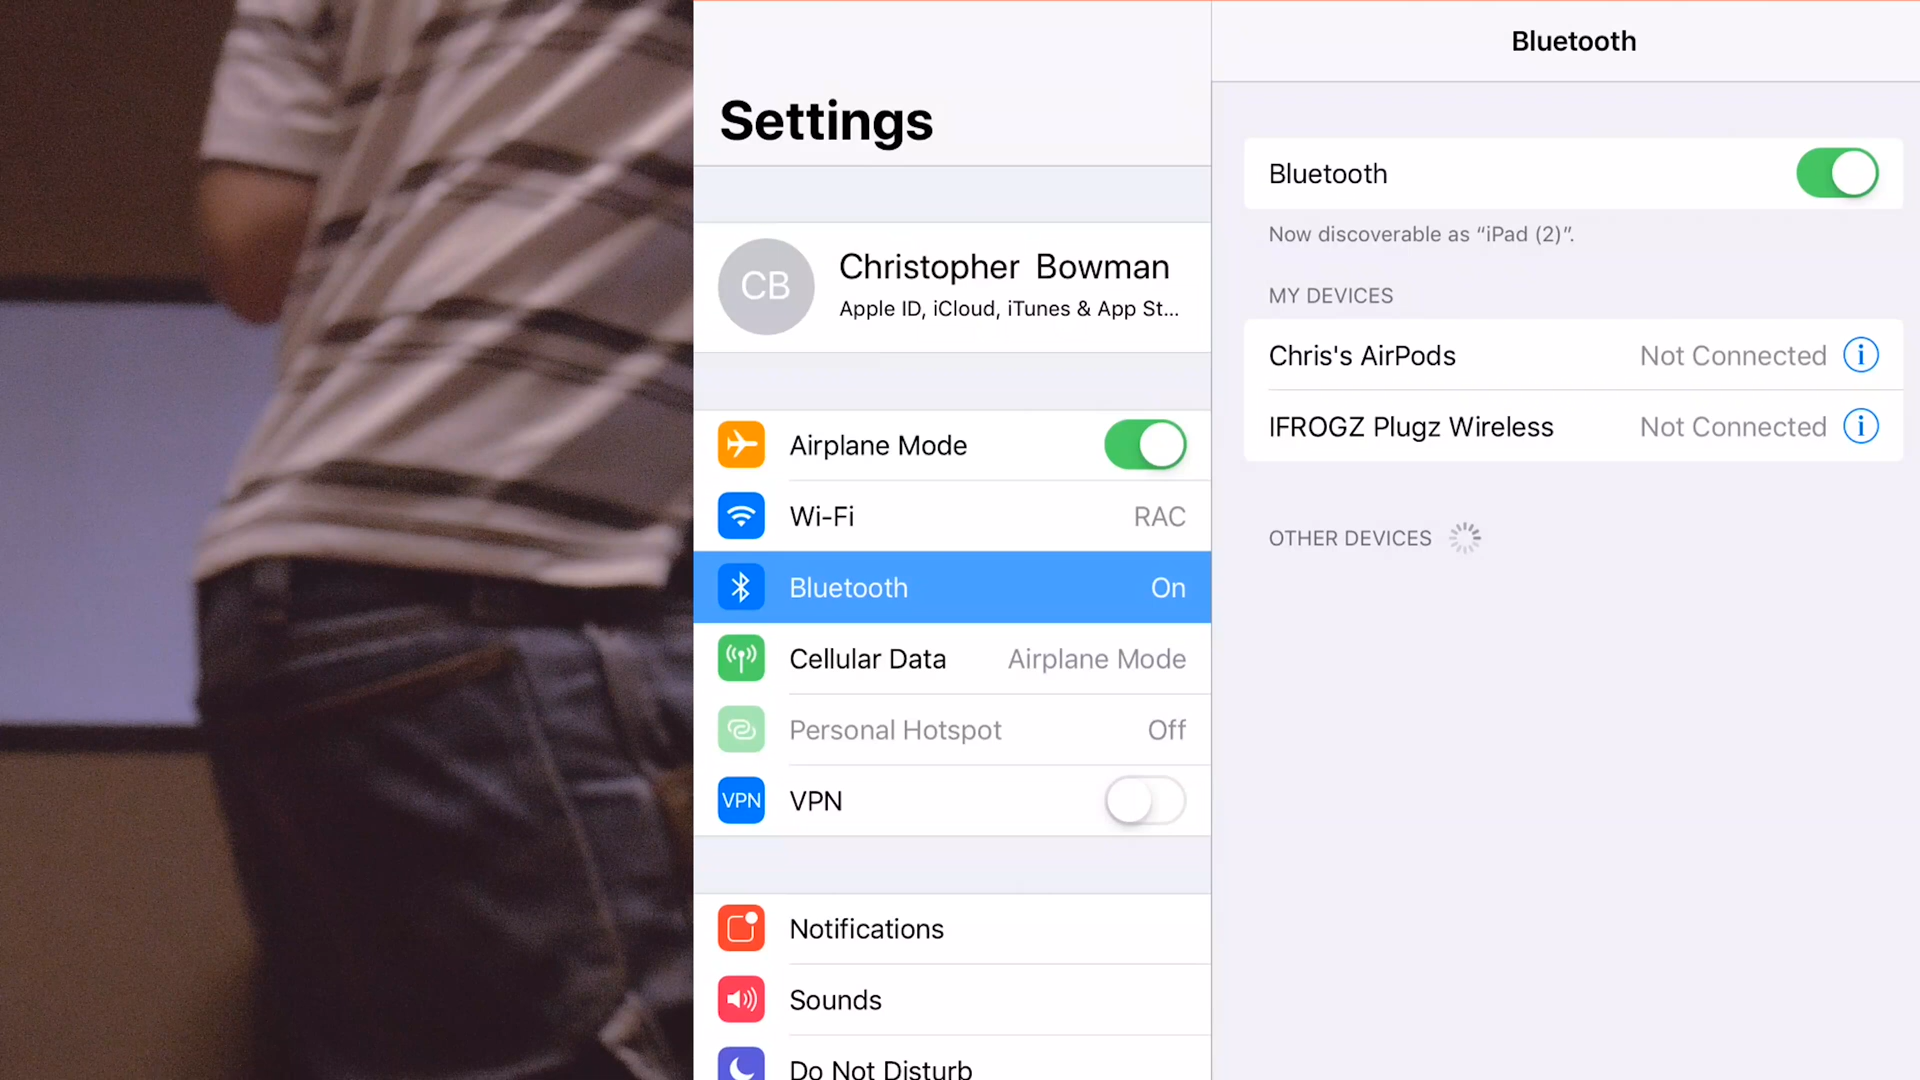 Settings
CB
Christopher Bowman
Apple ID, iCloud, iTunes & App St...
Airplane Mode
Wi-Fi RAC
Bluetooth On
Cellular Data Airplane Mode
Personal Hotspot Off
VPN VPN
Notifications
Sounds
Do Not Disturb
Bluetooth
Bluetooth
Now discoverable as “iPad (2)”.
MY DEVICES
Chris's AirPods Not Connected
IFROGZ Plugz Wireless Not Connected
OTHER DEVICES